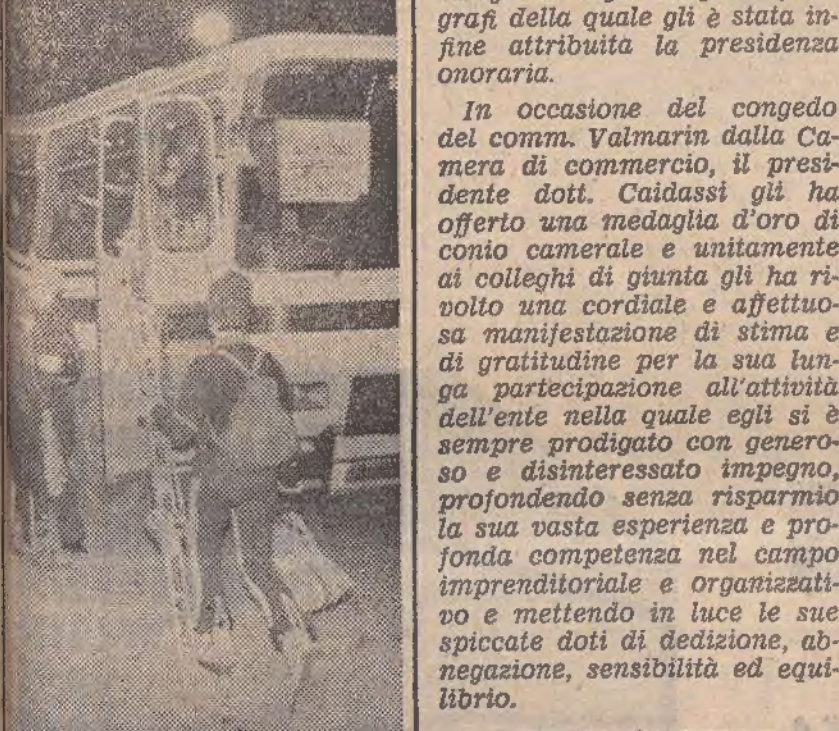 grafi della quale gli è stata in-
fine attribuita la presidenza
onoraria.
In occasione del congedo
del comm. Valmarin dalla Ca-
mera di commercio, il presi-
dente dott. Caidassi gli ha
offerto una medaglia d'oro di
conio camerale e unitamente
ai colleghi di giunta gli ha ri-
volto una cordiale e affettuo-
sa manifestazione di stima e
di gratitudine per la sua lun-
ga partecipazione all'attività
dell'ente nella quale egli si è
sempre prodigato con genero-
so e disinteressato impegno,
profondendo senza risparmio
la sua vasta esperienza e pro-
fonda competenza nel campo
imprenditoriale e organizzati-
vo e mettendo in luce le sue
spiccate doti di dedizione, ab-
negazione, sensibilità ed equi-
librio.